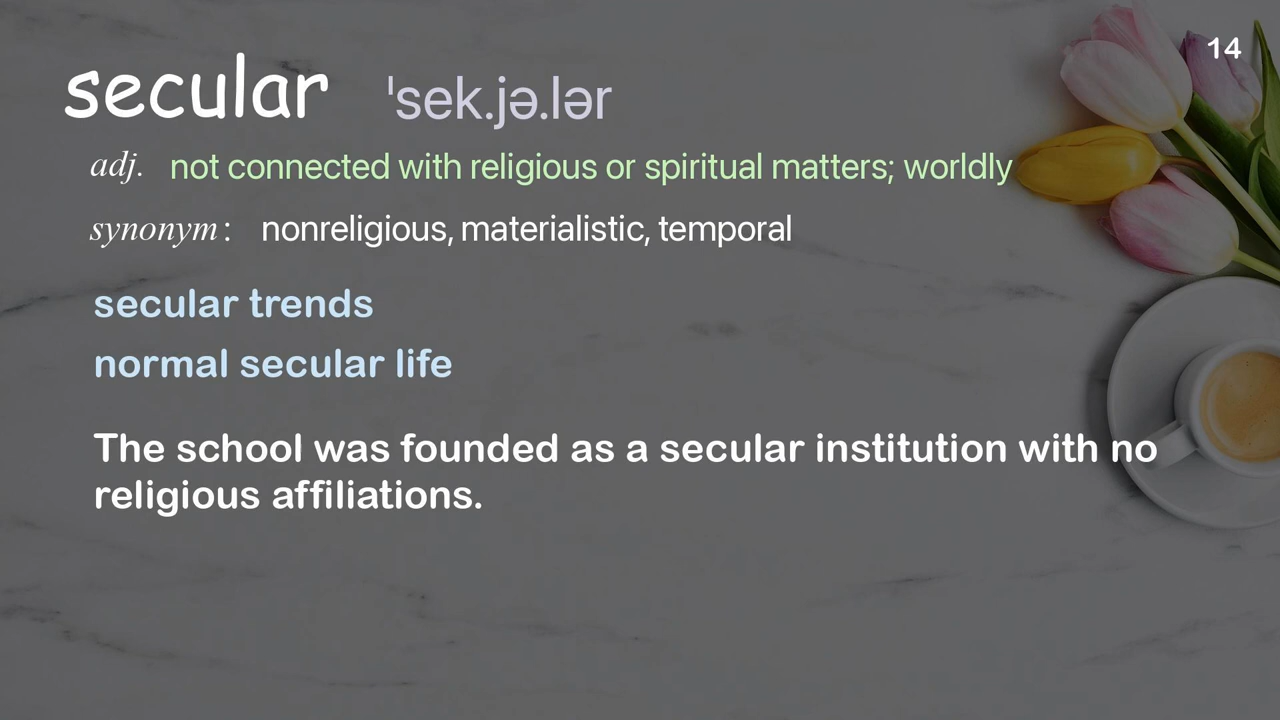 14
secular ˈsek.jə.lər
adj. not connected with religious or spiritual matters; worldly
synonym: nonreligious, materialistic, temporal
secular trends
normal secular life
The school was founded as a secular institution with no
religious affiliations.